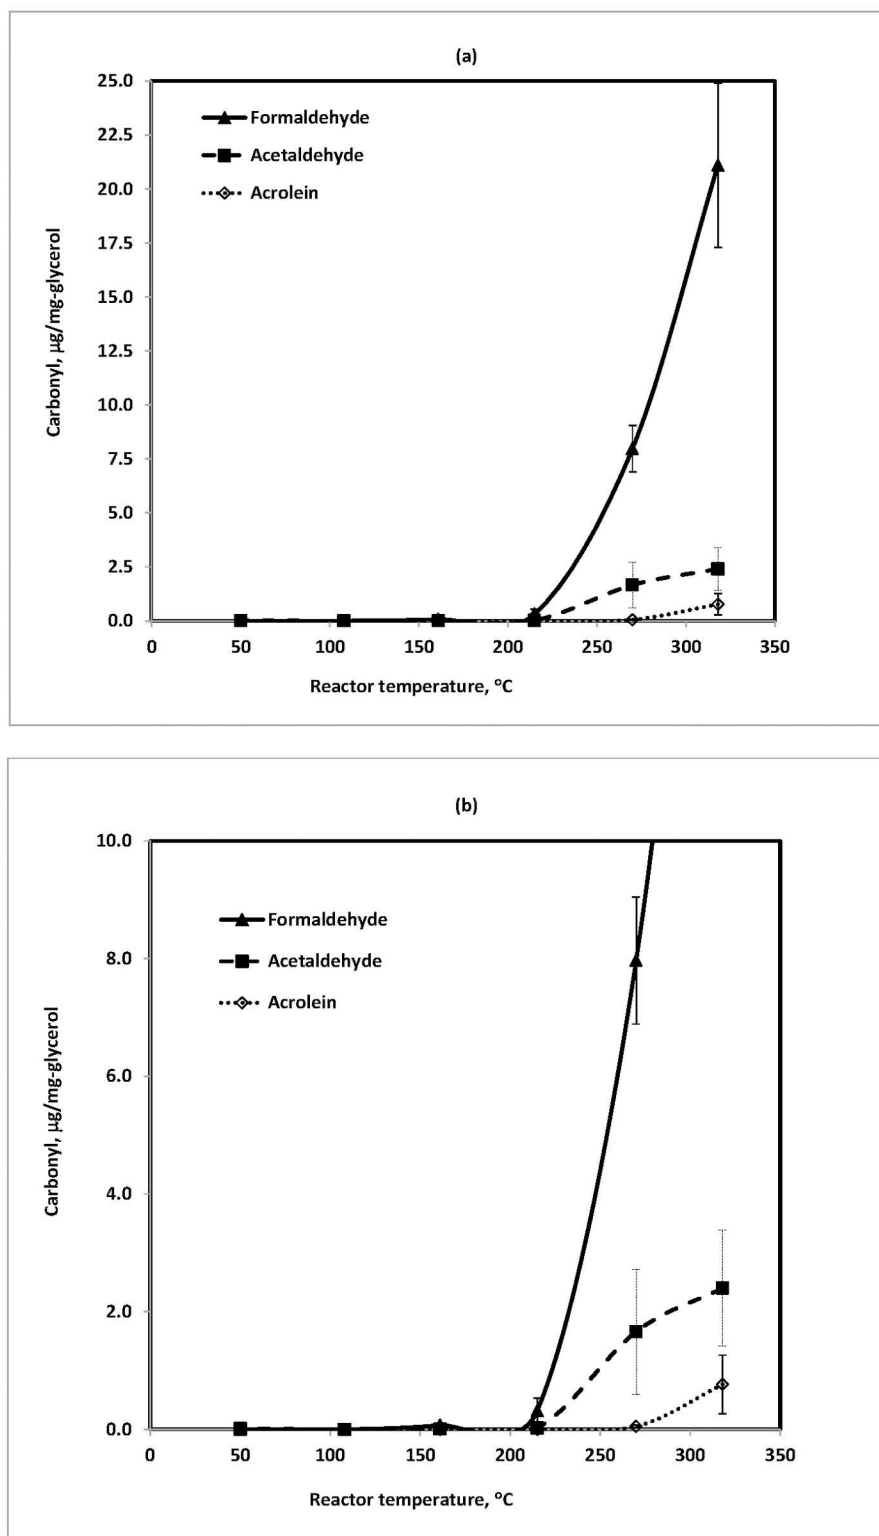 (a)
25.0
22.5
20.0
17.5
15.0
12.5
10.0
7.5
5.0
2.5
0.0
Formaldehyde
Acetaldehyde
Acrolein
Carbonyl, μg/mg-glycerol
0 50 100 150 200 250 300 350
Reactor temperature, °C
(b)
10.0
8.0
6.0
4.0
2.0
0.0
Formaldehyde
Acetaldehyde
Acrolein
Carbonyl, μg/mg-glycerol
0 50 100 150 200 250 300 350
Reactor temperature, °C